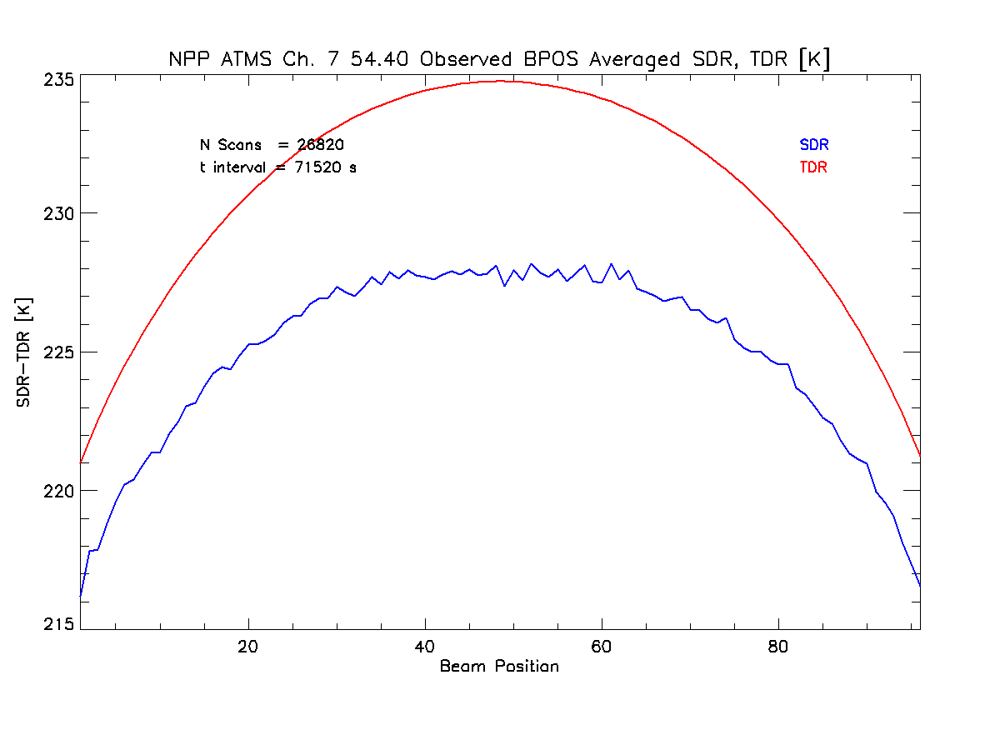 NPP ATMS Ch. 7 54.40 Observed BPOS Averaged SDR, TDR [K]
235
N Scans = 26820
SDR
t interval = 71520 s
TDR
230
SDR-TDR [K]
225
220
215
20 40 60 80
Beam Position